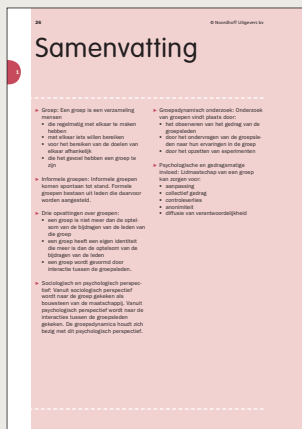 26
© Noordhoff Uitgevers bv
Samenvatting
1
► Groep: Een groep is een verzameling
mensen
• die regelmatig met elkaar te maken
hebben
• met elkaar iets willen bereiken
• voor het bereiken van de doelen van
elkaar afhankelijk
• die het gevoel hebben een groep te
zijn
► Informele groepen: Informele groepen
komen spontaan tot stand. Formele
groepen bestaan uit leden die daarvoor
worden aangesteld.
► Drie opvattingen over groepen:
• een groep is niet meer dan de optel-
som van de bijdragen van de leden van
die groep
• een groep heeft een eigen identiteit
die meer is dan de optelsom van de
bijdragen van de leden
• een groep wordt gevormd door
interactie tussen de groepsleden.
► Sociologisch en psychologisch perspec-
tief: Vanuit sociologisch perspectief
wordt naar de groep gekeken als
bouwsteen van de maatschappij. Vanuit
psychologisch perspectief wordt naar de
interacties tussen de groepsleden
gekeken. De groepsdynamica houdt zich
bezig met dit psychologisch perspectief.
► Groepsdynamisch onderzoek: Onderzoek
van groepen vindt plaats door:
• het observeren van het gedrag van de
groepsleden
• door het ondervragen van de groepsle-
den naar hun ervaringen in de groep
• door het opzetten van experimenten
► Psychologische en gedragsmatige
invloed: Lidmaatschap van een groep
kan zorgen voor:
• aanpassing
• collectief gedrag
• controleverlies
• anonimiteit
• diffusie van verantwoordelijkheid